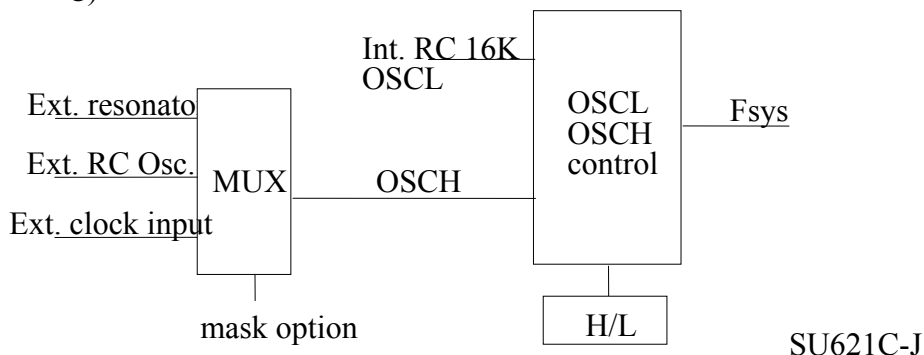 Int. RC 16K
OSCL
Ext. resonato
Ext. RC Osc.
Ext. clock input
MUX
OSCH
OSCL
OSCH
control
Fsys
mask option
H/L
SU621C-J